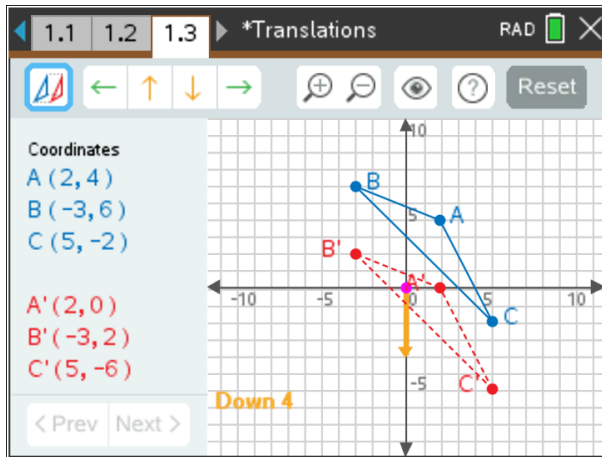 1.1 1.2 1.3 *Translations RAD
? Reset
Coordinates
A (2, 4)
B (-3, 6)
C (5, -2)
A' (2, 0)
B' (-3, 2)
C' (5, -6)
< Prev Next >
10
B
5
A
B'
A'
-10 -5 0 5 10
C
-5
C'
Down 4